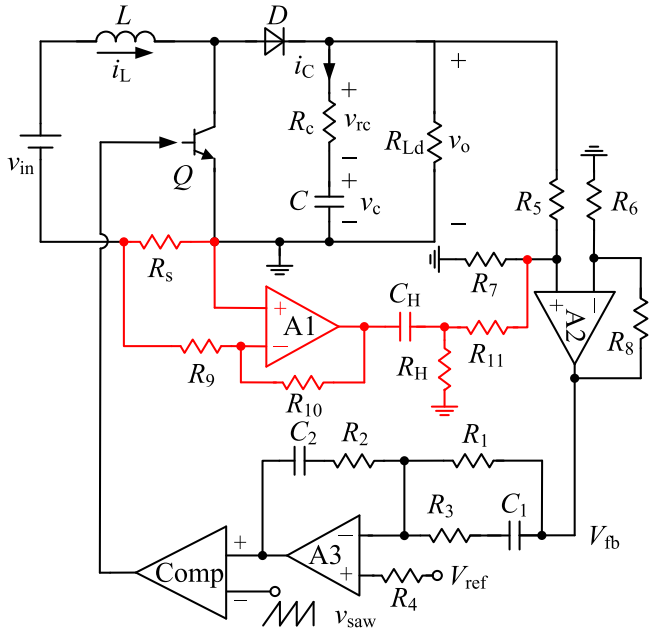 L
D
i_L
i_C
+
+
R_c
v_rc
R_Ld
v_o
v_in
Q
−
+
C
v_c
−
−
R_5
R_6
R_s
R_7
C_H
+
A1
−
+
−
A2
R_8
R_9
R_H
R_11
R_10
C_2
R_2
R_1
R_3
C_1
V_fb
−
A3
+
+
Comp
−
R_4
V_ref
v_saw